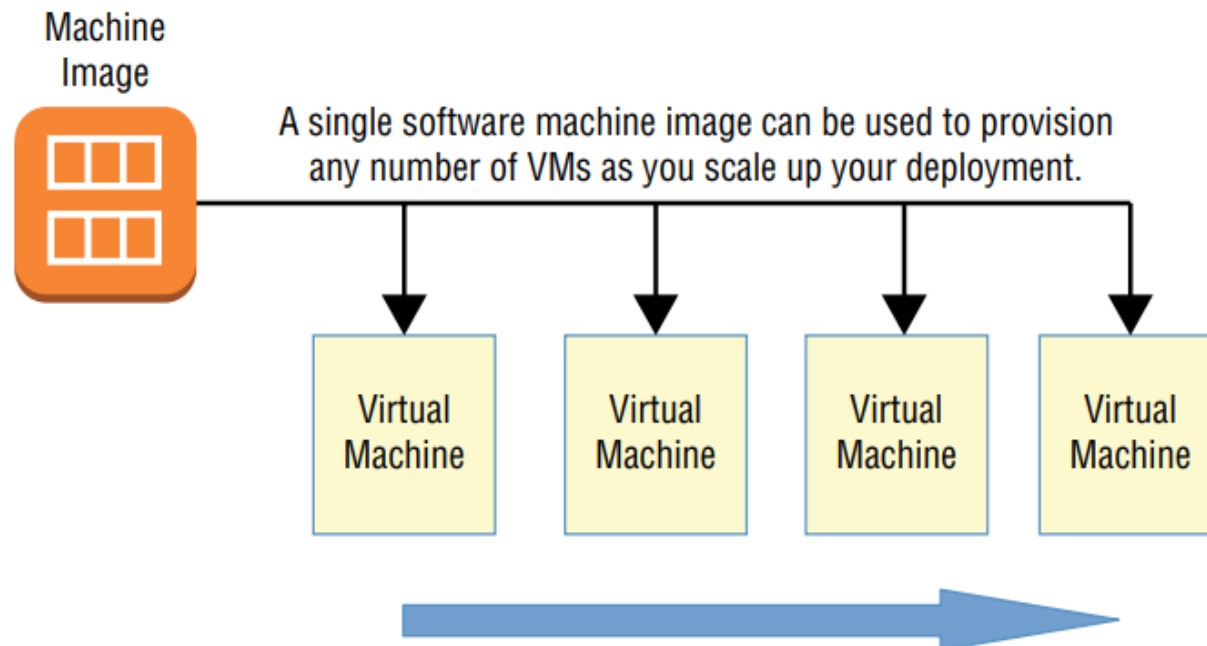 Machine
Image
A single software machine image can be used to provision
any number of VMs as you scale up your deployment.
Virtual
Machine
Virtual
Machine
Virtual
Machine
Virtual
Machine